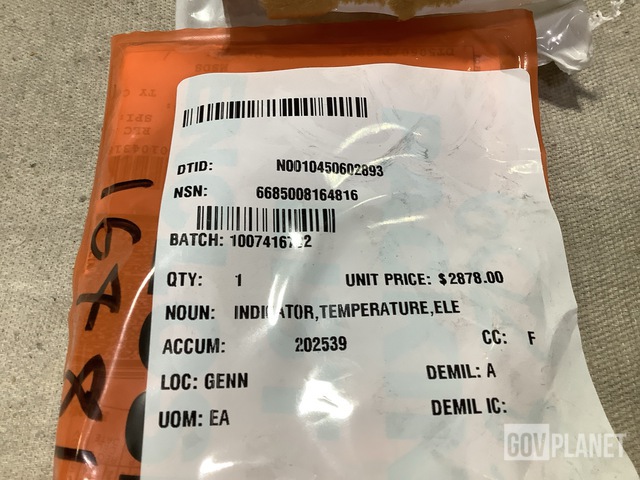 DTID: N0010450602893
NSN: 6685008164816
BATCH:
QTY: 1 UNIT PRICE: $2878.00
NOUN: INDICATOR,TEMPERATURE,ELE
ACCUM: 202539 CC: F
LOC: GENN DEMIL: A
UOM: EA DEMIL IC:
GOVPLANET